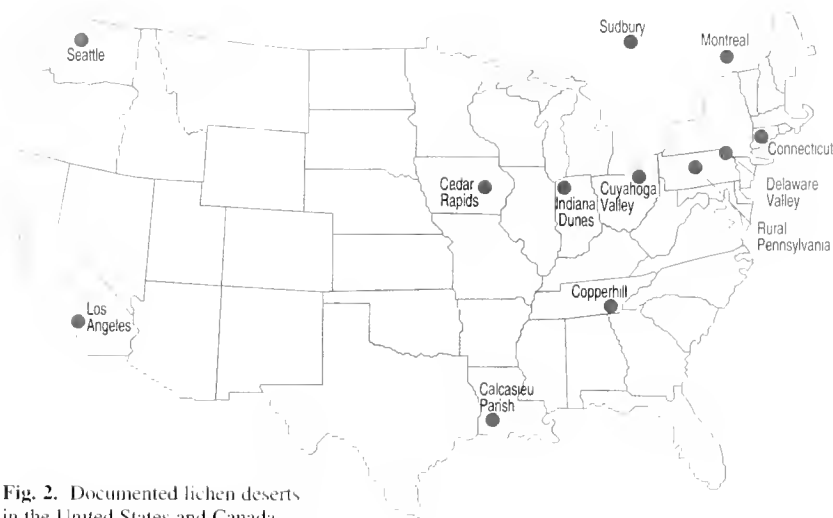 Sudbury
Montreal
Seattle
Connecticut
Cedar
Rapids
Indiana
Dunes
Cuyahoga
Valley
Delaware
Valley
Rural
Pennsylvania
Copperhill
Los
Angeles
Calcasieu
Parish
Fig. 2. Documented lichen deserts
in the United States and Canada